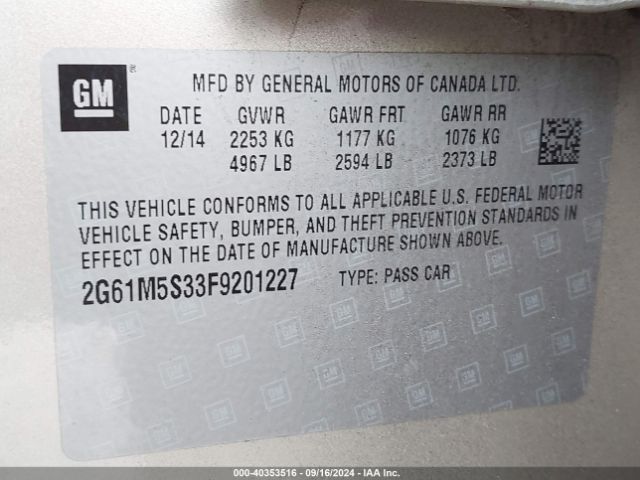 GM
MFD BY GENERAL MOTORS OF CANADA LTD.
DATE GVWR GAWR FRT GAWR RR
12/14 2253 KG 1177 KG 1076 KG
4967 LB 2594 LB 2373 LB
THIS VEHICLE CONFORMS TO ALL APPLICABLE U.S. FEDERAL MOTOR
VEHICLE SAFETY, BUMPER, AND THEFT PREVENTION STANDARDS IN
EFFECT ON THE DATE OF MANUFACTURE SHOWN ABOVE.
2G61M5S33F9201227 TYPE: PASS CAR
000-40353516 - 09/16/2024 - IAA Inc.